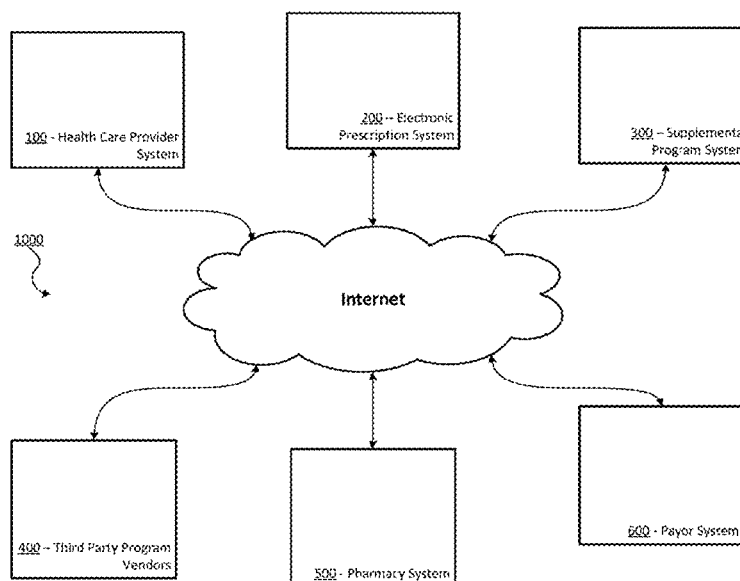 100 - Health Care Provider
System
200 – Electronic
Prescription System
300 – Supplementa
Program System
1000
Internet
400 – Third Party Program
Vendors
500 - Pharmacy System
600 - Payor System